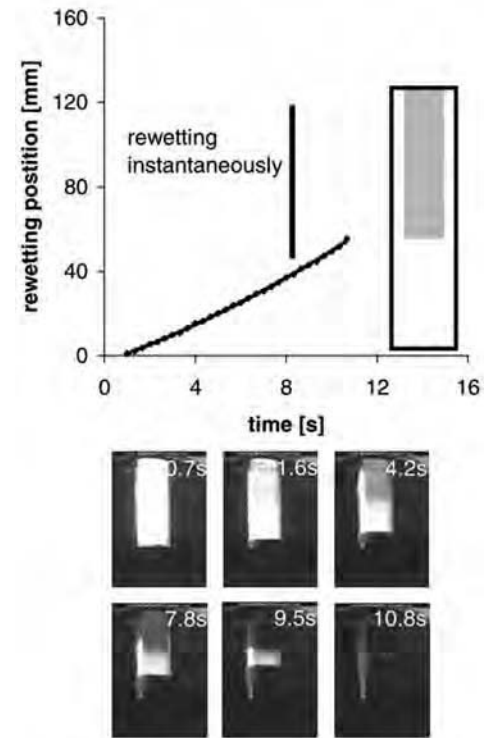 rewetting postition [mm]
160
120
80
40
0
rewetting
instantaneously
0 4 8 12 16
time [s]
0.7s 1.6s 4.2s
7.8s 9.5s 10.8s